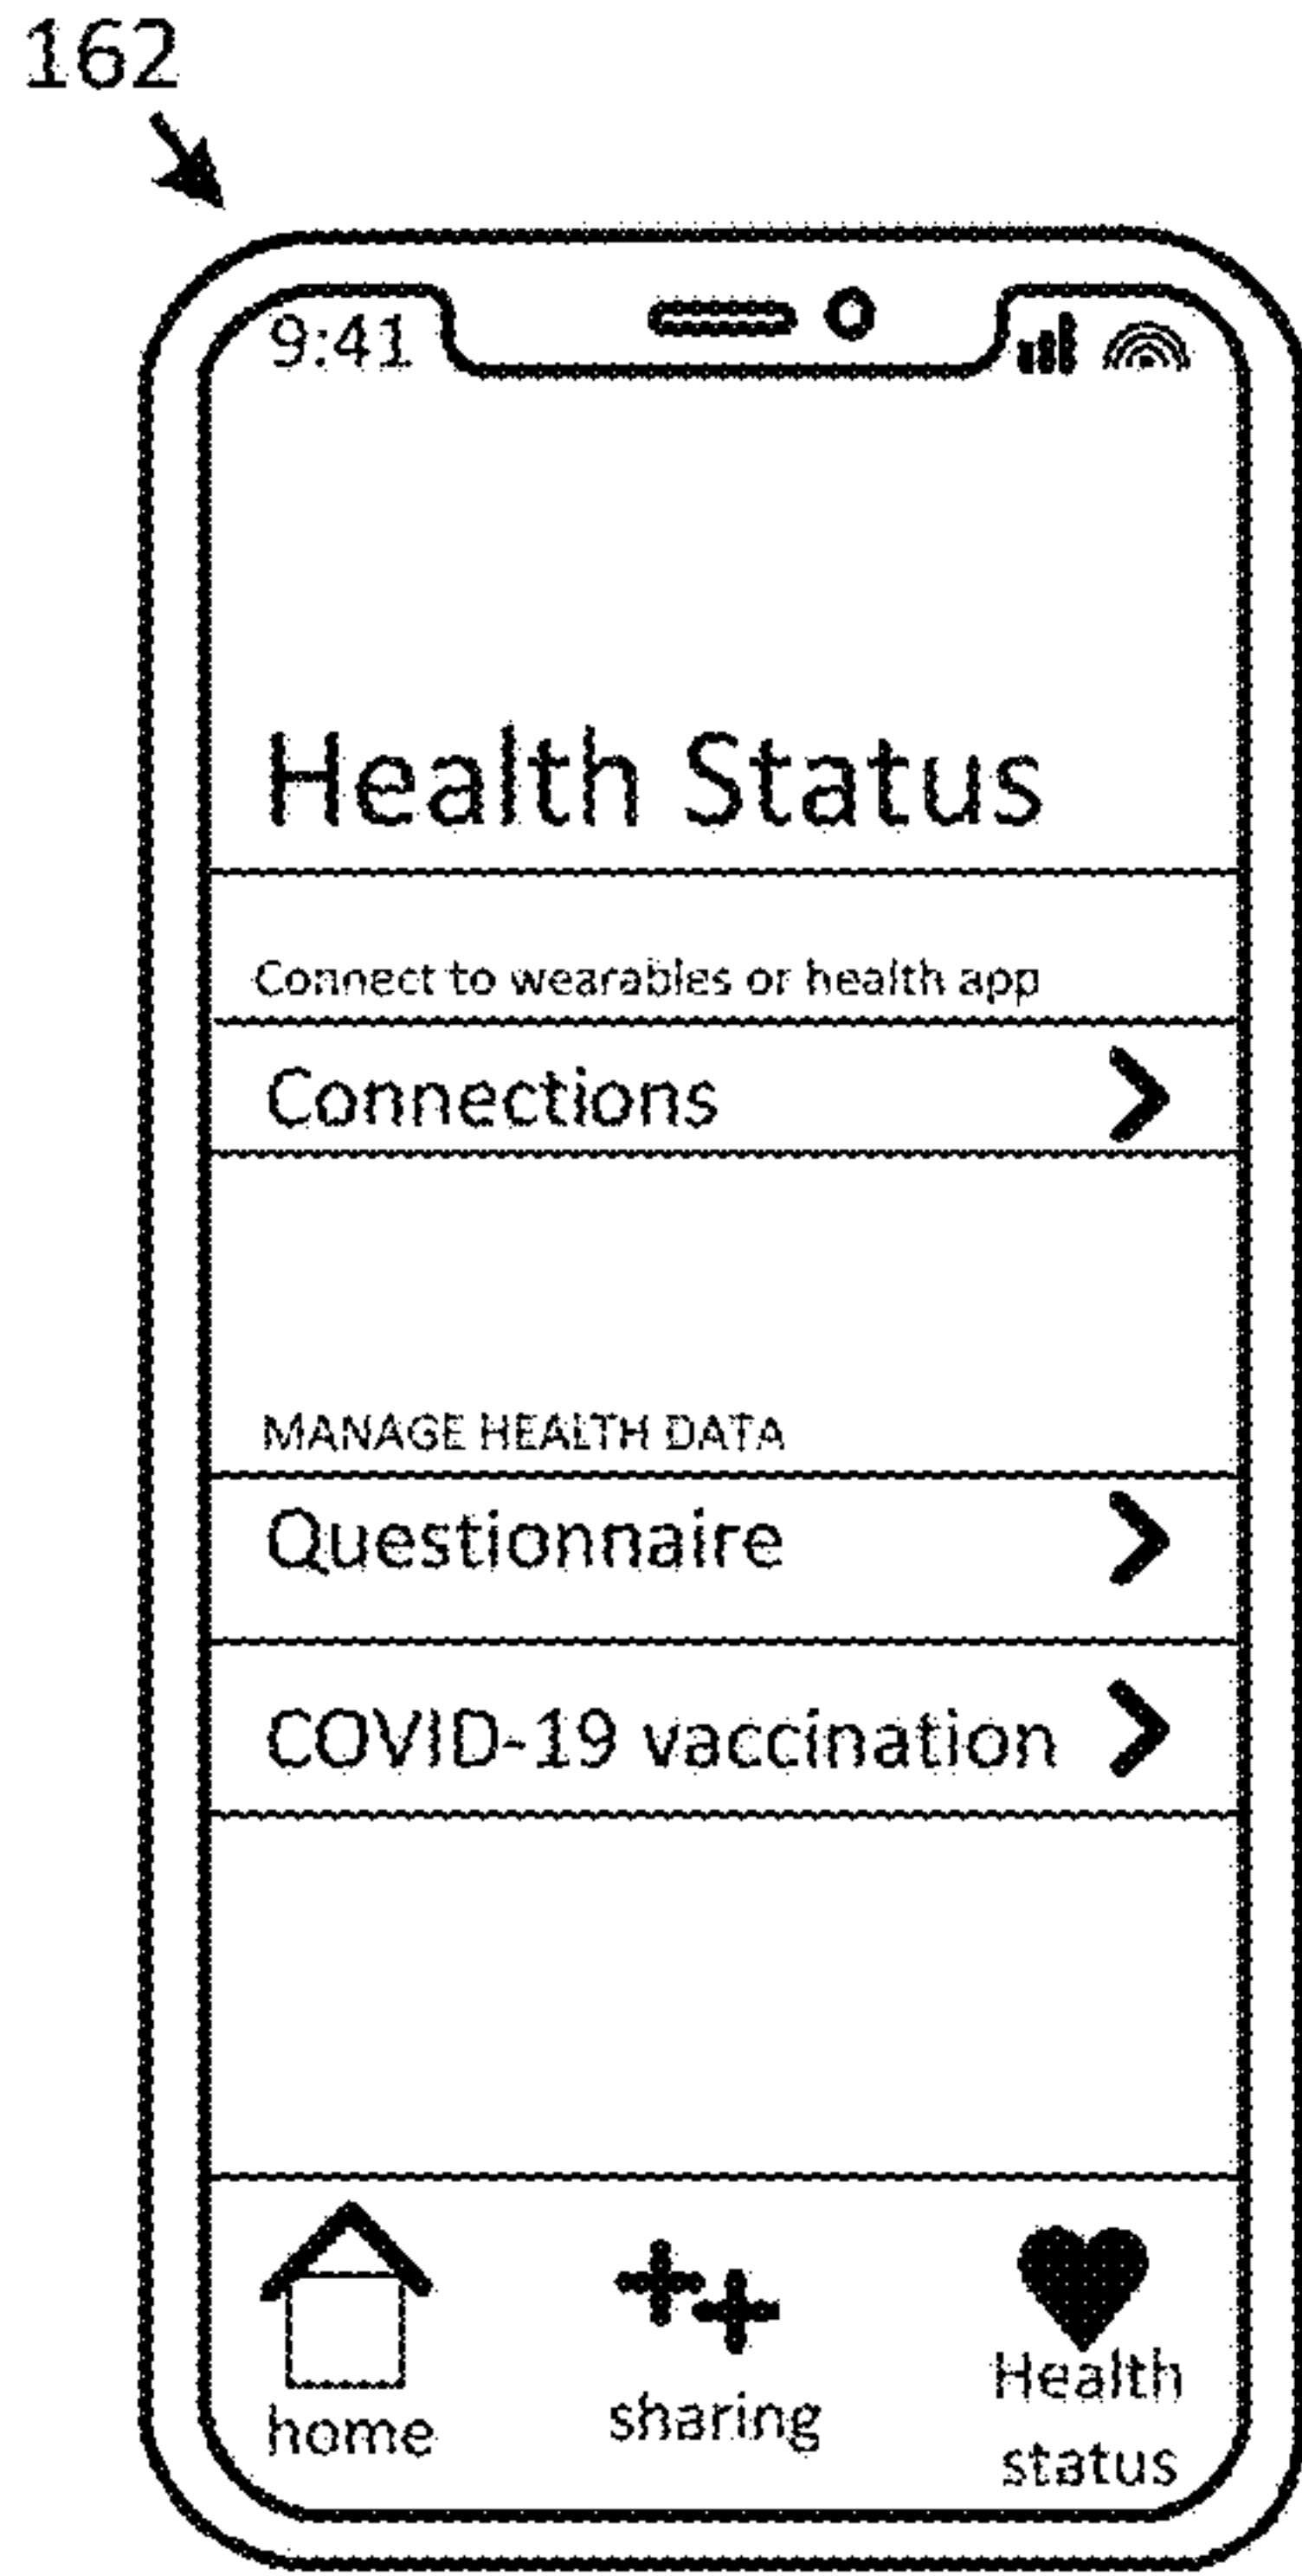 162
9:41
Health Status
Connect to wearables or health app
Connections
MANAGE HEALTH DATA
Questionnaire
COVID-19 vaccination
home
sharing
Health
status